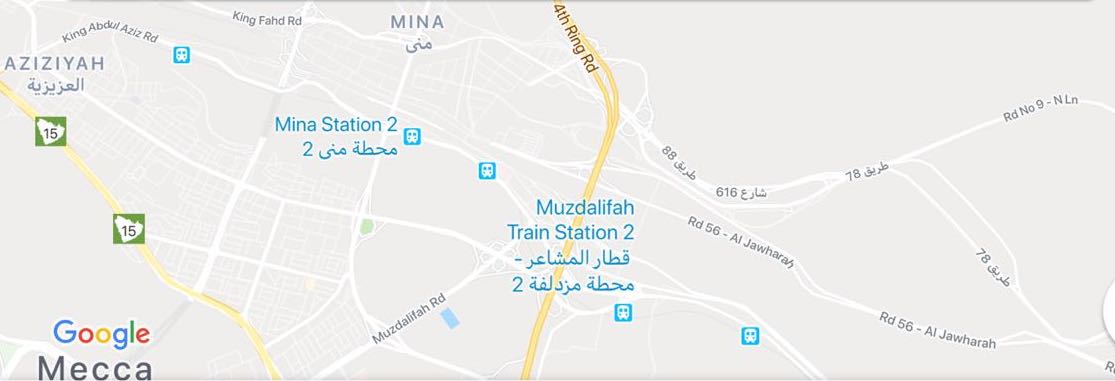 King Fahd Rd
4th Ring Rd
MINA
منى
King Abdul Aziz Rd
AZIZIYAH
العزيزية
Rd No 9 - N Ln
15
Mina Station 2
محطة منى 2
طريق 88
طريق 78
شارع 616
Muzdalifah
Train Station 2
قطار المشاعر -
محطة مزدلفة 2
15
Rd 56 - Al Jawharah
طريق 78
Muzdalifah Rd
Rd 56 - Al Jawharah
Google
Mecca